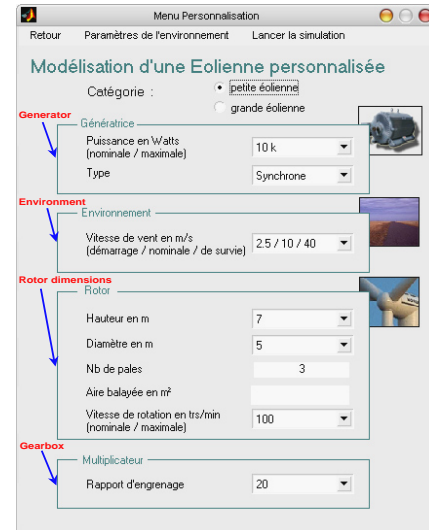 Menu Personnalisation
Retour Paramètres de l'environnement Lancer la simulation
Modélisation d'une Eolienne personnalisée
Catégorie :
petite éolienne
grande éolienne
Generator
Génératrice
Puissance en Watts
(nominale / maximale)
10 k
Type
Synchrone
Environment
Environnement
Vitesse de vent en m/s
(démarrage / nominale / de survie)
2.5 / 10 / 40
Rotor dimensions
Rotor
Hauteur en m
7
Diamètre en m
5
Nb de pales
3
Aire balayée en m²
Vitesse de rotation en trs/min
(nominale / maximale)
100
Gearbox
Multiplicateur
Rapport d'engrenage
20